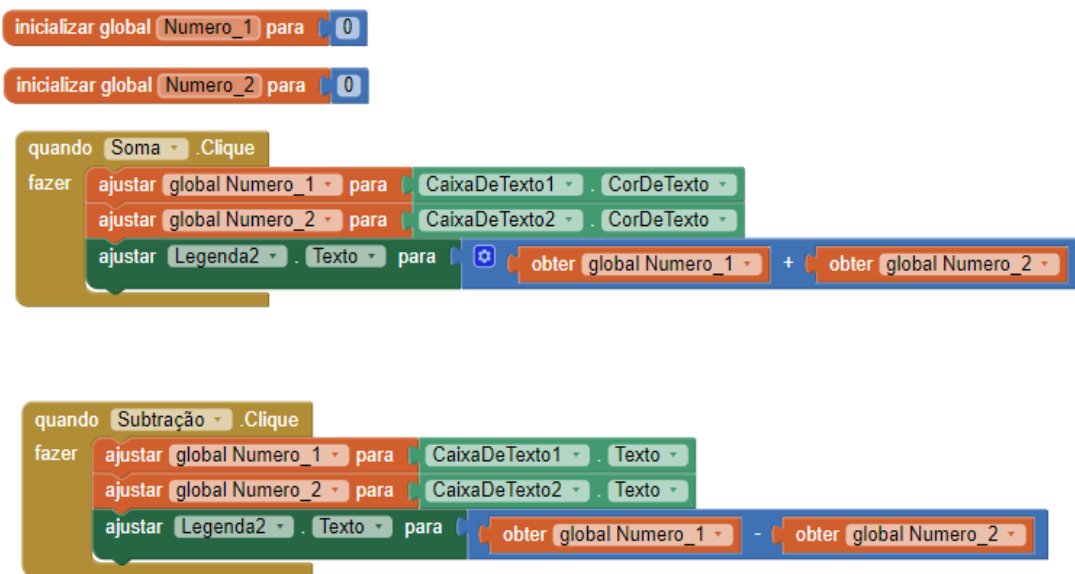 inicializar global Numero_1 para 0
inicializar global Numero_2 para 0
quando Soma .Clique
fazer ajustar global Numero_1 para CaixaDeTexto1 . CorDeTexto
ajustar global Numero_2 para CaixaDeTexto2 . CorDeTexto
ajustar Legenda2 . Texto para obter global Numero_1 + obter global Numero_2
quando Subtração .Clique
fazer ajustar global Numero_1 para CaixaDeTexto1 . Texto
ajustar global Numero_2 para CaixaDeTexto2 . Texto
ajustar Legenda2 . Texto para obter global Numero_1 - obter global Numero_2